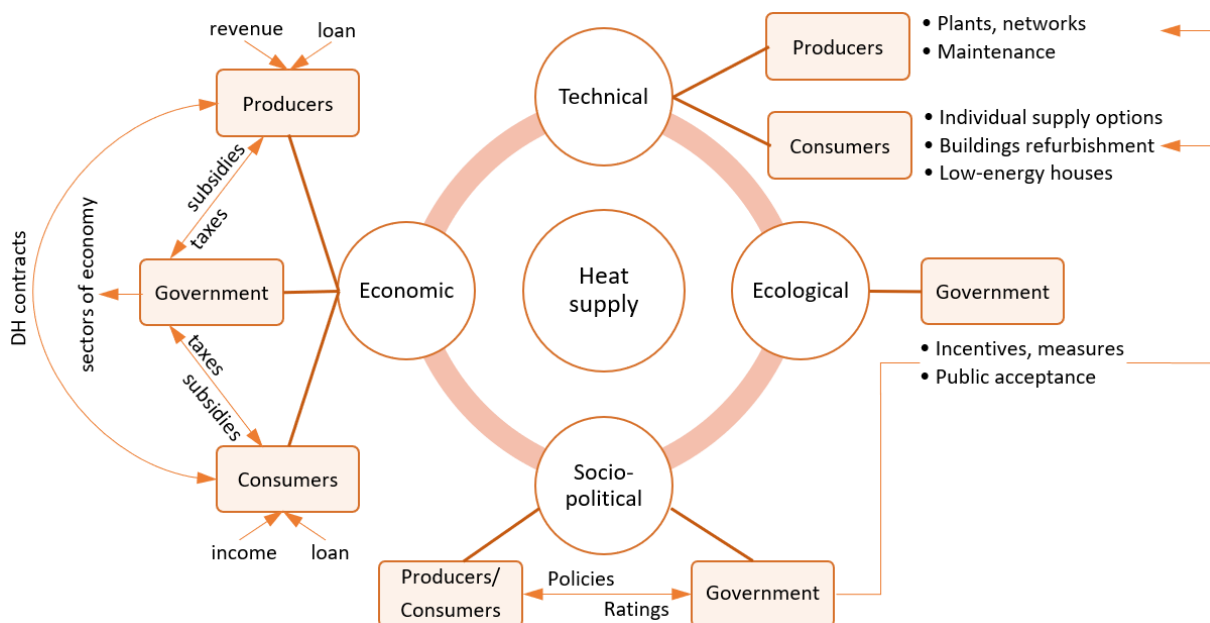 revenue
loan
Producers
subsidies
taxes
DH contracts
sectors of economy
Government
taxes
subsidies
Consumers
income
loan
Economic
Technical
Heat
supply
Ecological
Socio-
political
Producers
• Plants, networks
• Maintenance
Consumers
• Individual supply options
• Buildings refurbishment
• Low-energy houses
Government
• Incentives, measures
• Public acceptance
Producers/
Consumers
Policies
Ratings
Government